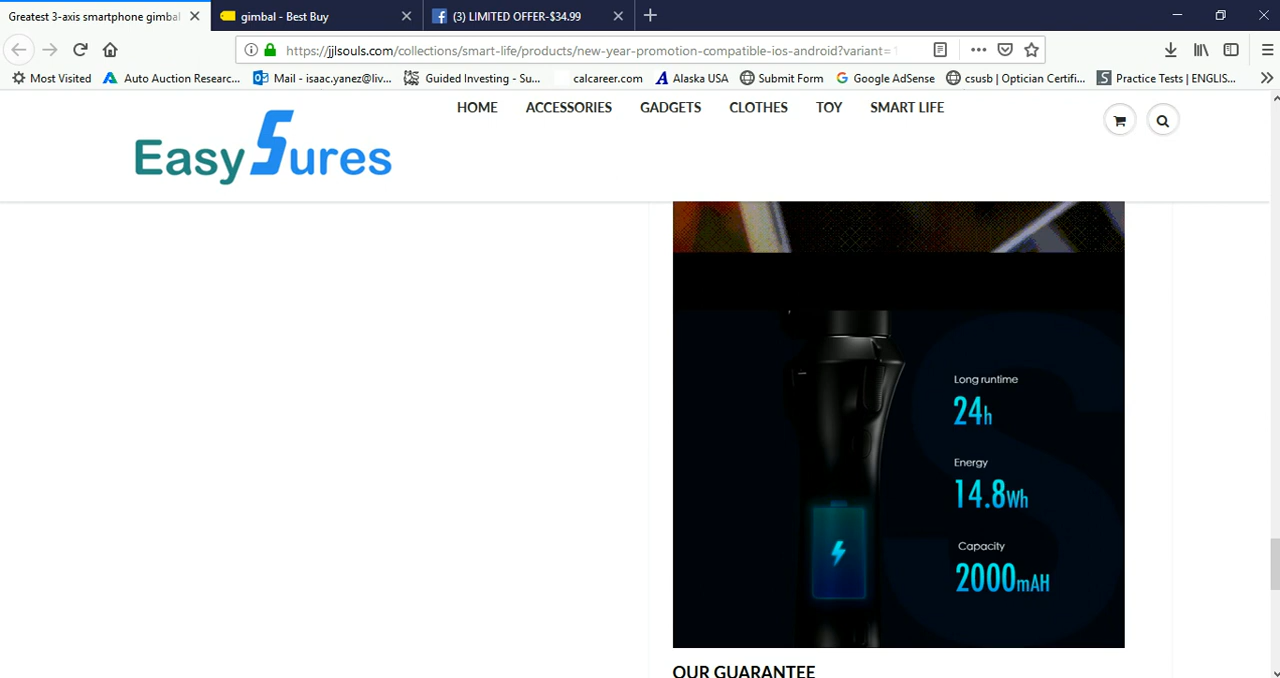 Greatest 3-axis smartphone gimbal
gimbal - Best Buy
(3) LIMITED OFFER-$34.99
https://jjlsouls.com/collections/smart-life/products/new-year-promotion-compatible-ios-android?variant=
Most Visited
Auto Auction Researc...
Mail - isaac.yanez@liv...
Guided Investing - Su...
calcareer.com
Alaska USA
Submit Form
Google AdSense
csusb | Optician Certifi...
Practice Tests | ENGLIS...
EasySures
HOME
ACCESSORIES
GADGETS
CLOTHES
TOY
SMART LIFE
Long runtime
24h
Energy
14.8Wh
Capacity
2000mAH
OUR GUARANTEE